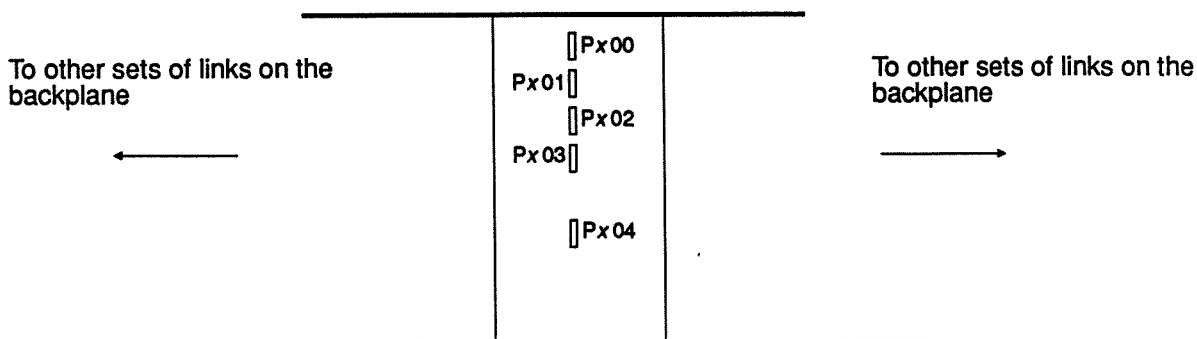 To other sets of links on the
backplane
Px00
Px01
Px02
Px03
Px04
To other sets of links on the
backplane